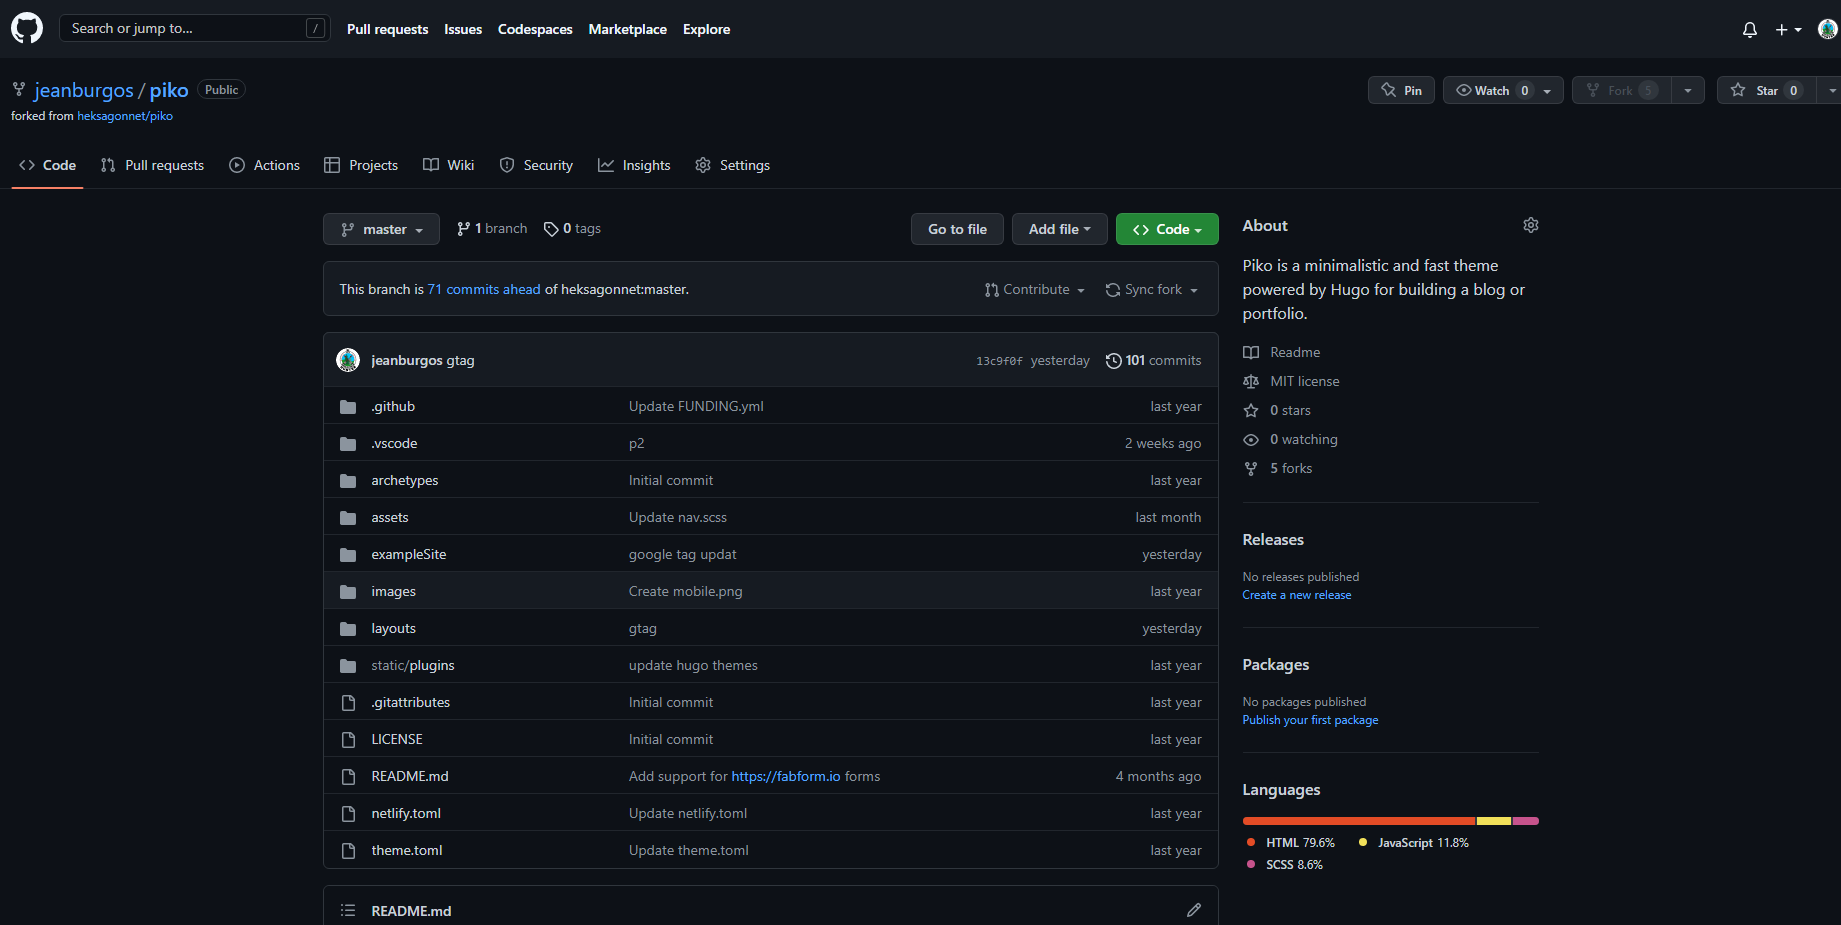 Search or jump to... /
Pull requests Issues Codespaces Marketplace Explore
jeanburgos / piko Public
forked from heksagonnet/piko
Pin Watch 0 Fork 5 Star 0
Code Pull requests Actions Projects Wiki Security Insights Settings
master 1 branch 0 tags Go to file Add file Code
This branch is 71 commits ahead of heksagonnet:master. Contribute Sync fork
jeanburgos gtag 13c9f0f yesterday 101 commits
.github Update FUNDING.yml last year
.vscode p2 2 weeks ago
archetypes Initial commit last year
assets Update nav.scss last month
exampleSite google tag updat yesterday
images Create mobile.png last year
layouts gtag yesterday
static/plugins update hugo themes last year
.gitattributes Initial commit last year
LICENSE Initial commit last year
README.md Add support for https://fabform.io forms 4 months ago
netlify.toml Update netlify.toml last year
theme.toml Update theme.toml last year
README.md
About
Piko is a minimalistic and fast theme
powered by Hugo for building a blog or
portfolio.
Readme
MIT license
0 stars
0 watching
5 forks
Releases
No releases published
Create a new release
Packages
No packages published
Publish your first package
Languages
HTML 79.6% JavaScript 11.8%
SCSS 8.6%